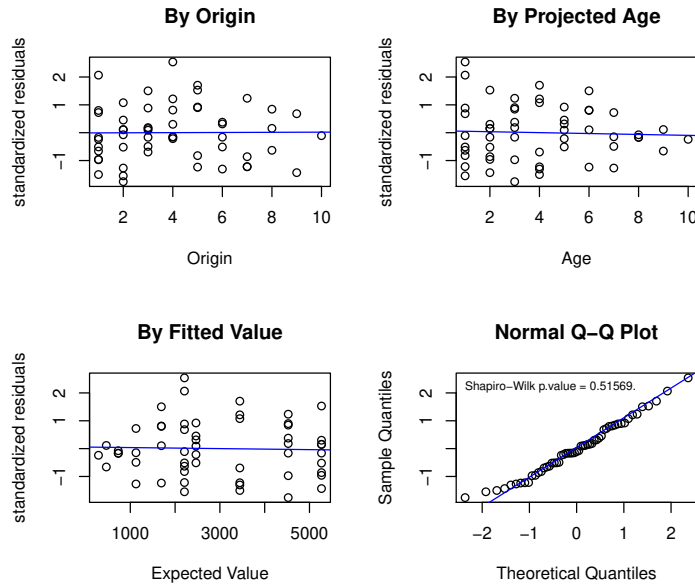 By Origin
standardized residuals
2
1
−1
2 4 6 8 10
Origin
By Projected Age
standardized residuals
2
1
−1
2 4 6 8 10
Age
By Fitted Value
standardized residuals
2
1
−1
1000 3000 5000
Expected Value
Normal Q−Q Plot
Shapiro−Wilk p.value = 0.51569.
Sample Quantiles
2
1
−1
−2 −1 0 1 2
Theoretical Quantiles